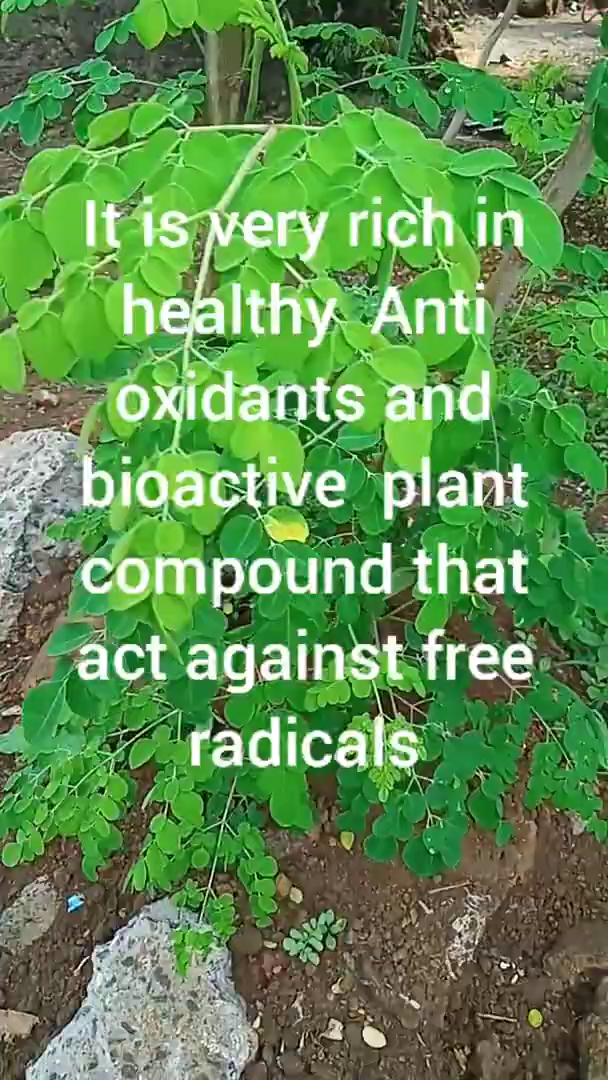 It is very rich in
healthy  Anti
oxidants and
bioactive  plant
compound that
act against free
radicals